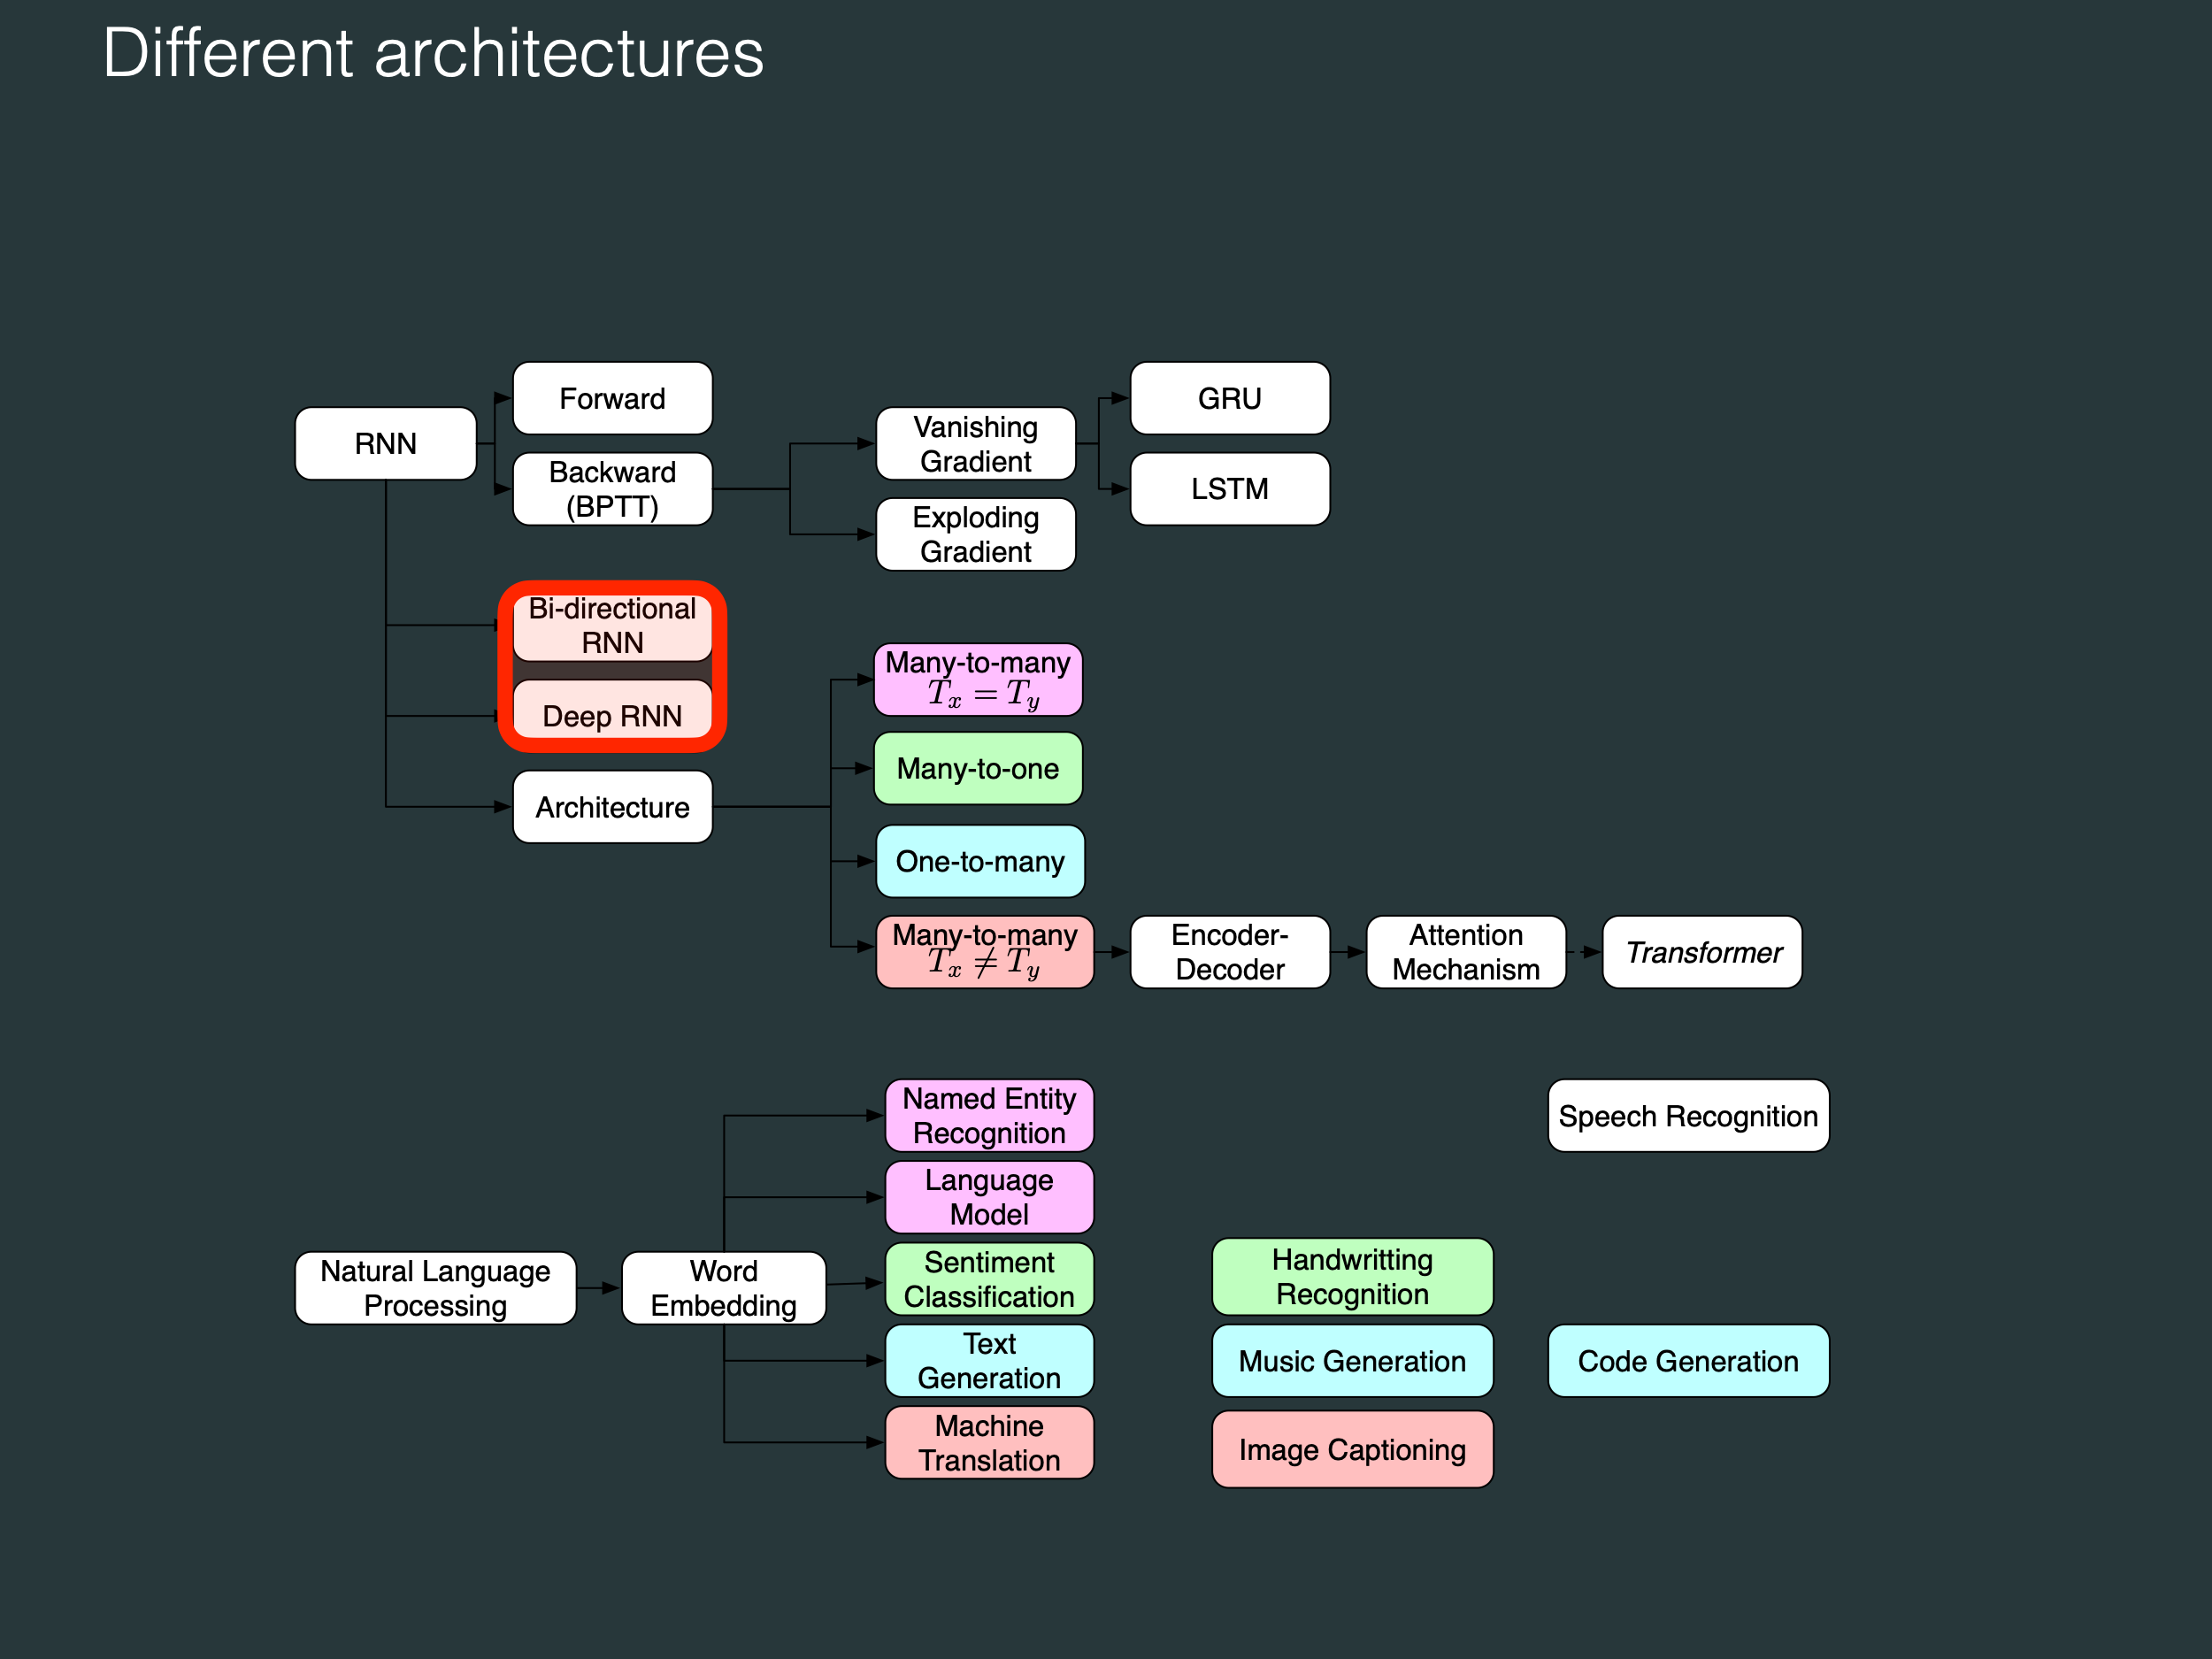 Different architectures
RNN
Forward
Backward
(BPTT)
Vanishing
Gradient
Exploding
Gradient
GRU
LSTM
Bi-directional
RNN
Deep RNN
Architecture
Many-to-many
T_x = T_y
Many-to-one
One-to-many
Many-to-many
T_x ≠ T_y
Encoder-
Decoder
Attention
Mechanism
Transformer
Natural Language
Processing
Word
Embedding
Named Entity
Recognition
Language
Model
Sentiment
Classification
Text
Generation
Machine
Translation
Speech Recognition
Handwritting
Recognition
Music Generation
Code Generation
Image Captioning